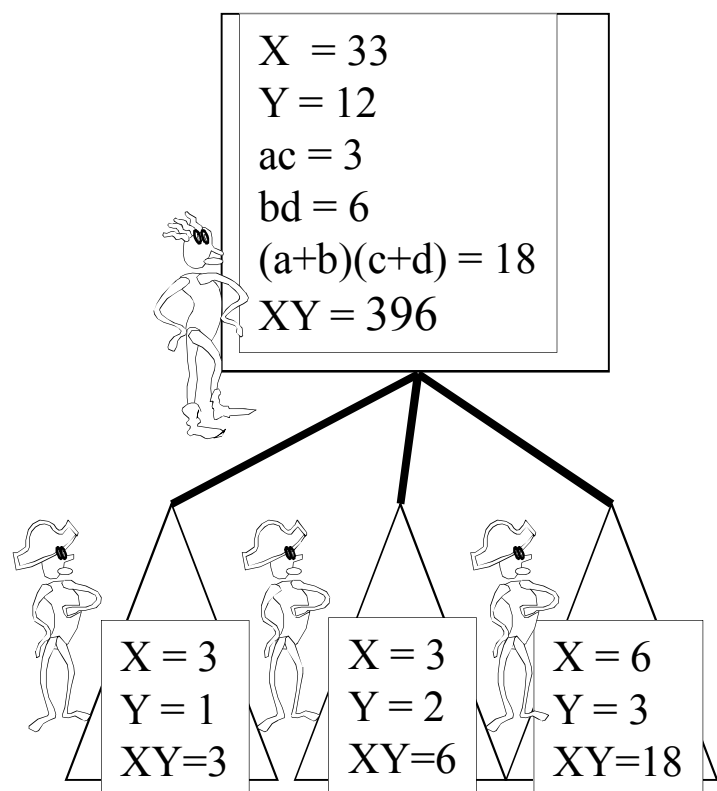 X = 33
Y = 12
ac = 3
bd = 6
(a+b)(c+d) = 18
XY = 396
X = 3
Y = 1
XY=3
X = 3
Y = 2
XY=6
X = 6
Y = 3
XY=18